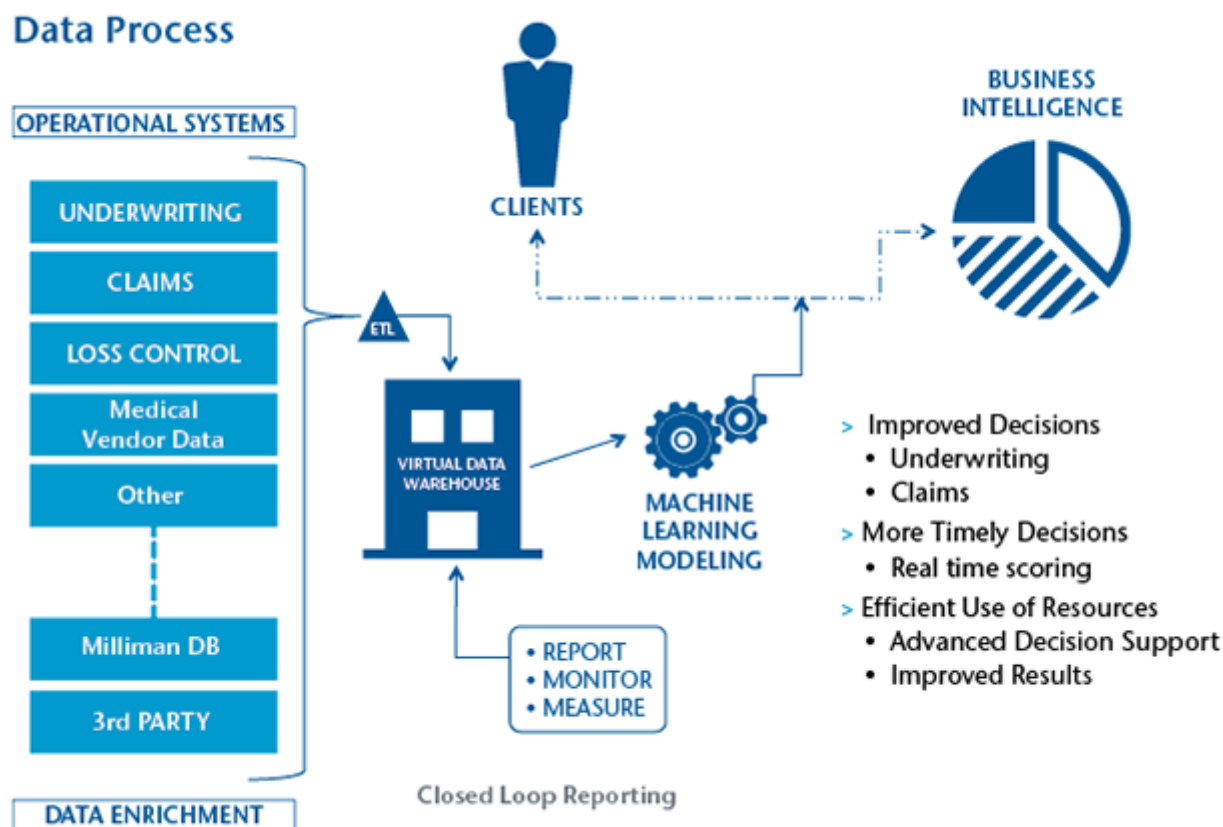 Data Process
OPERATIONAL SYSTEMS
UNDERWRITING
CLAIMS
LOSS CONTROL
Medical
Vendor Data
Other
Milliman DB
3rd PARTY
DATA ENRICHMENT
ETL
CLIENTS
VIRTUAL DATA
WAREHOUSE
MACHINE
LEARNING
MODELING
• REPORT
• MONITOR
• MEASURE
Closed Loop Reporting
BUSINESS
INTELLIGENCE
> Improved Decisions
• Underwriting
• Claims
> More Timely Decisions
• Real time scoring
> Efficient Use of Resources
• Advanced Decision Support
• Improved Results